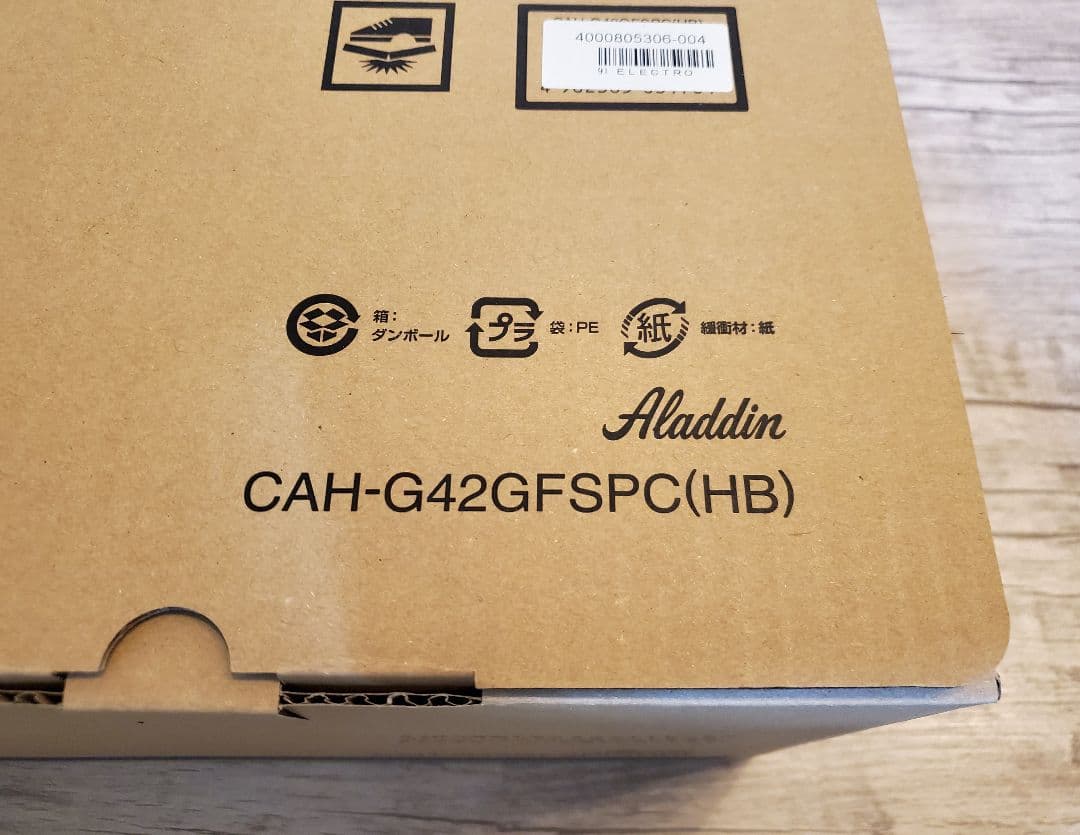 4000805306-004
ELECTRO
箱:
ダンボール
プラ
袋:PE
紙
緩衝材:紙
Aladdin
CAH-G42GFSPC(HB)